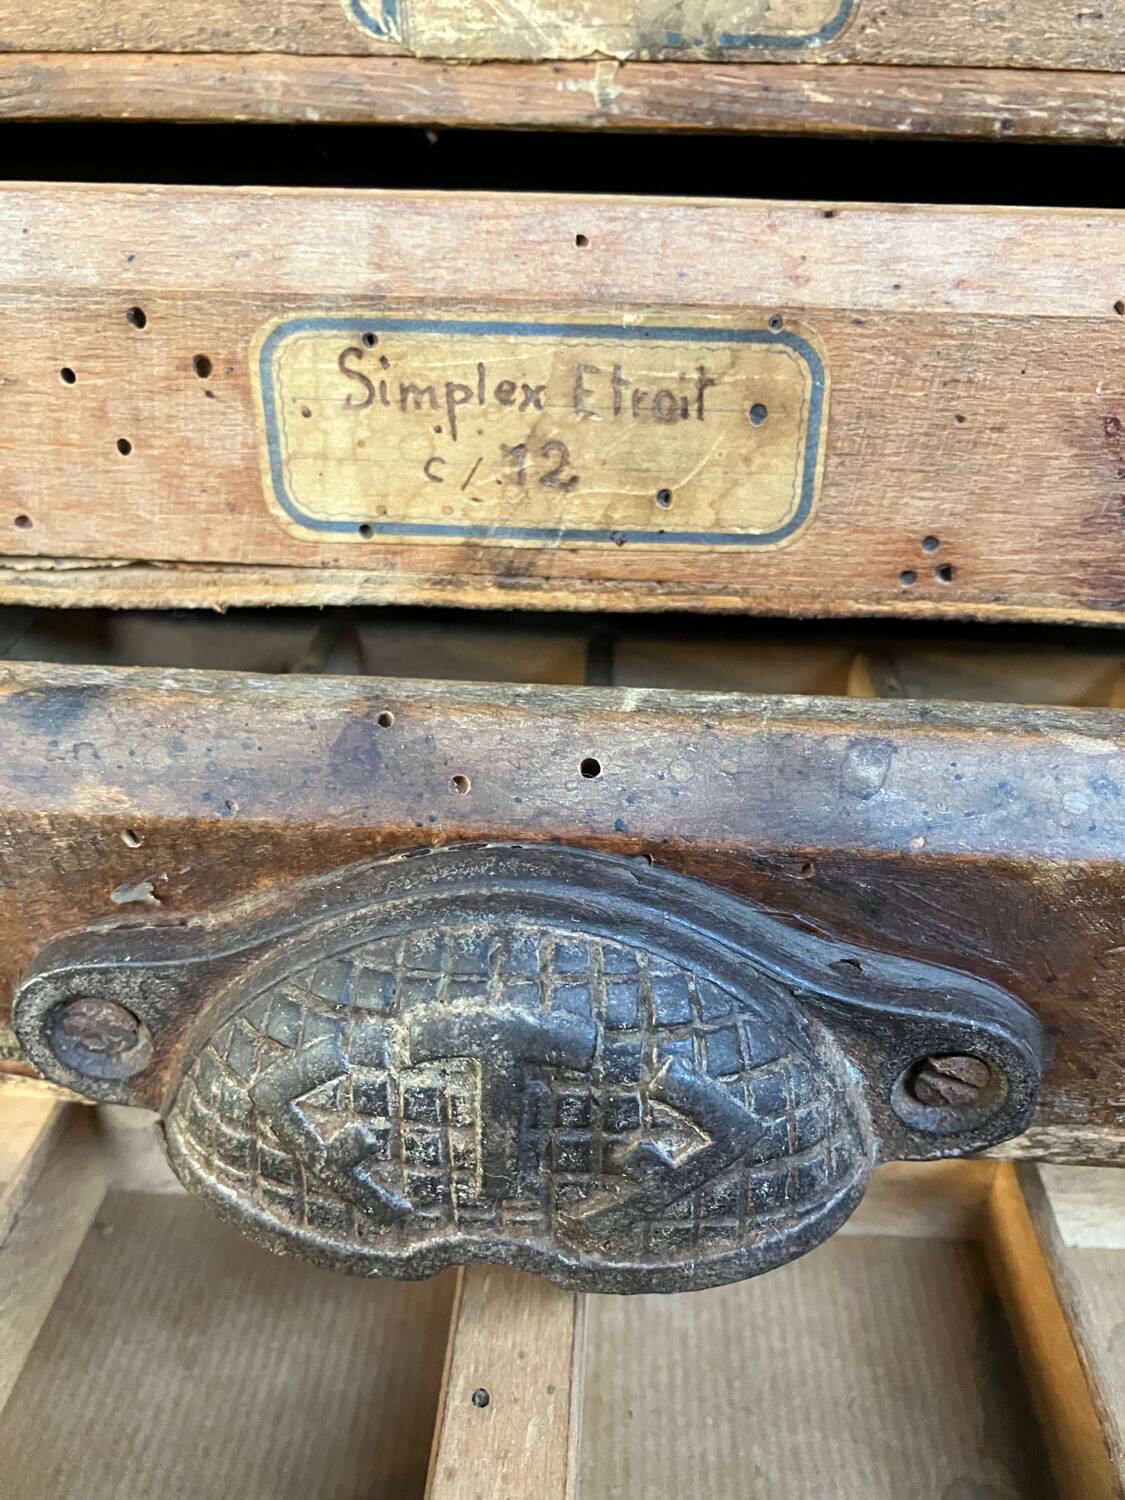 Simplex Etroit
c/. 12